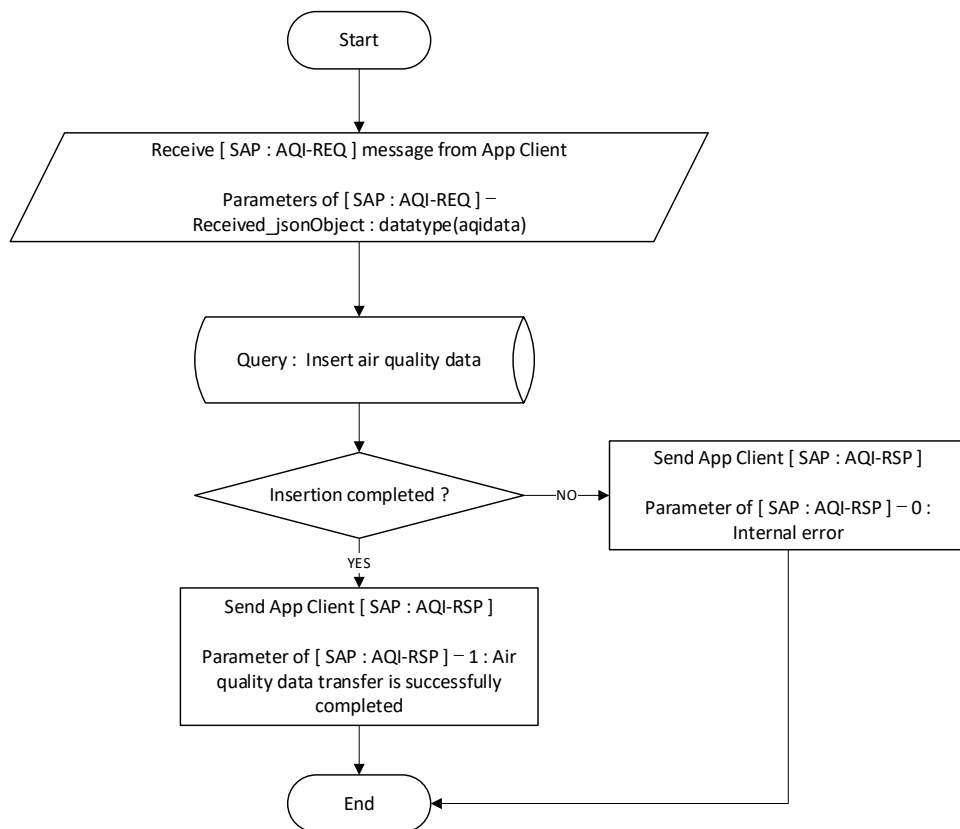 Start
Receive [ SAP : AQI-REQ ] message from App Client
Parameters of [ SAP : AQI-REQ ] –
Received_jsonObject : datatype(aqidata)
Query :  Insert air quality data
Insertion completed ?
NO
Send App Client [ SAP : AQI-RSP ]
Parameter of [ SAP : AQI-RSP ] – 0 :
Internal error
YES
Send App Client [ SAP : AQI-RSP ]
Parameter of [ SAP : AQI-RSP ] – 1 : Air
quality data transfer is successfully
completed
End